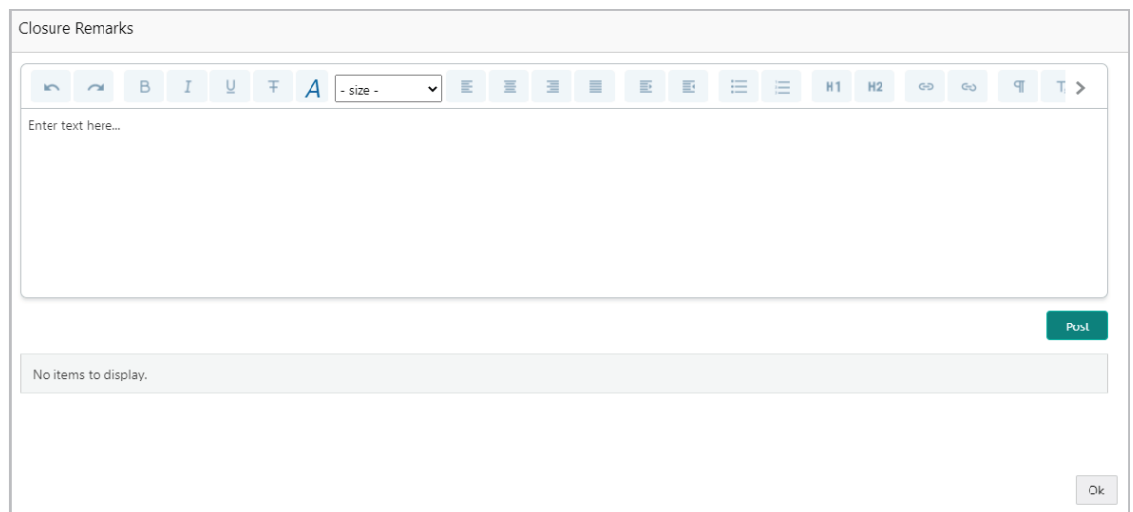 Closure Remarks
B I U T A - size - H1 H2 ¶ T
Enter text here...
Post
No items to display.
Ok